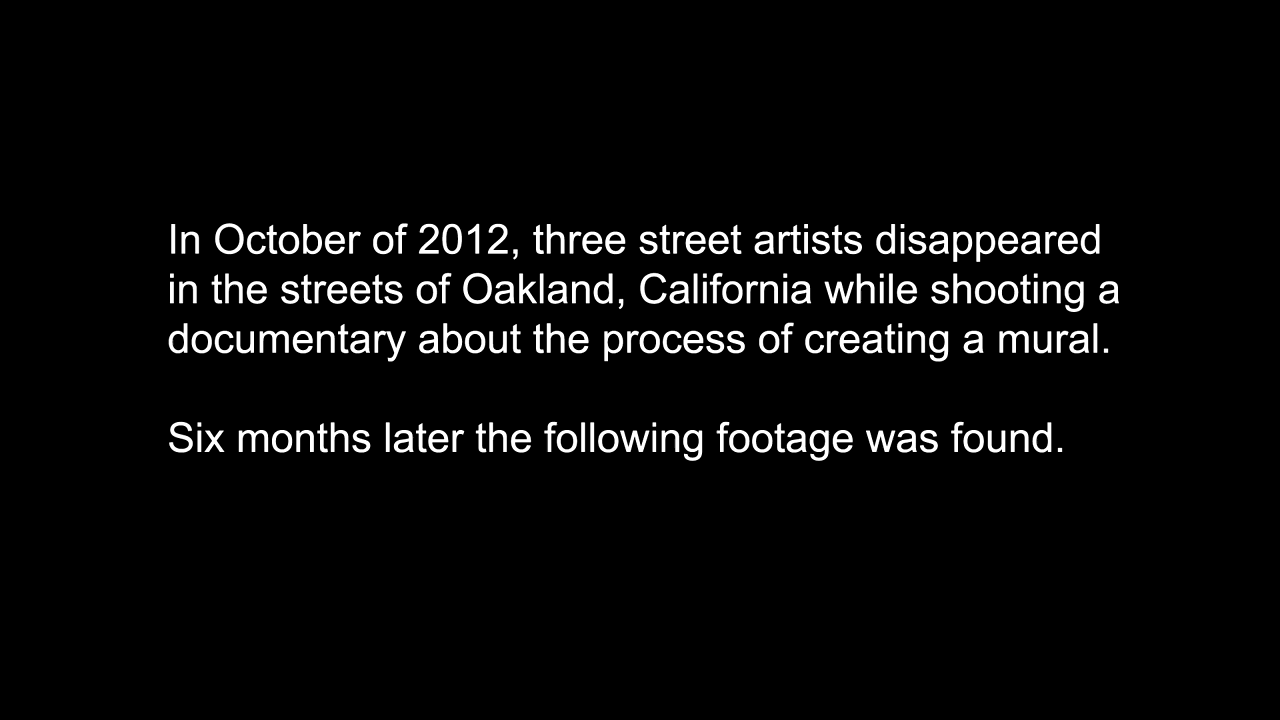 In October of 2012, three street artists disappeared
in the streets of Oakland, California while shooting a
documentary about the process of creating a mural.
Six months later the following footage was found.